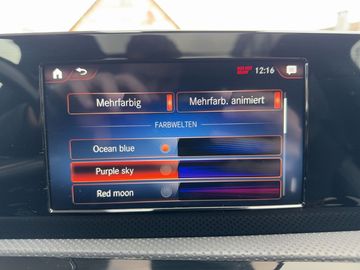 12:16
Mehrfarbig
Mehrfarb. animiert
FARBWELTEN
Ocean blue
Purple sky
Red moon